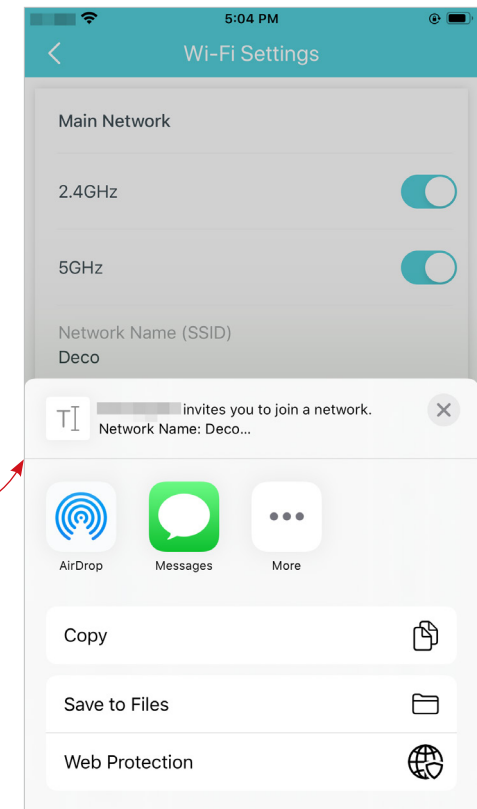 5:04 PM
Wi-Fi Settings
Main Network
2.4GHz
5GHz
Network Name (SSID)
Deco
invites you to join a network.
Network Name: Deco...
AirDrop
Messages
More
Copy
Save to Files
Web Protection